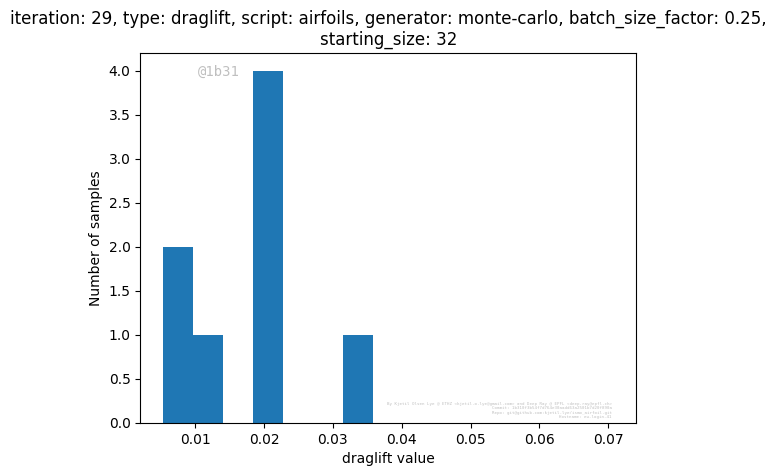 iteration: 29, type: draglift, script: airfoils, generator: monte-carlo, batch_size_factor: 0.25,
starting_size: 32
@1b31
4.0
3.5
3.0
2.5
2.0
1.5
1.0
0.5
0.0
Number of samples
0.01 0.02 0.03 0.04 0.05 0.06 0.07
draglift value